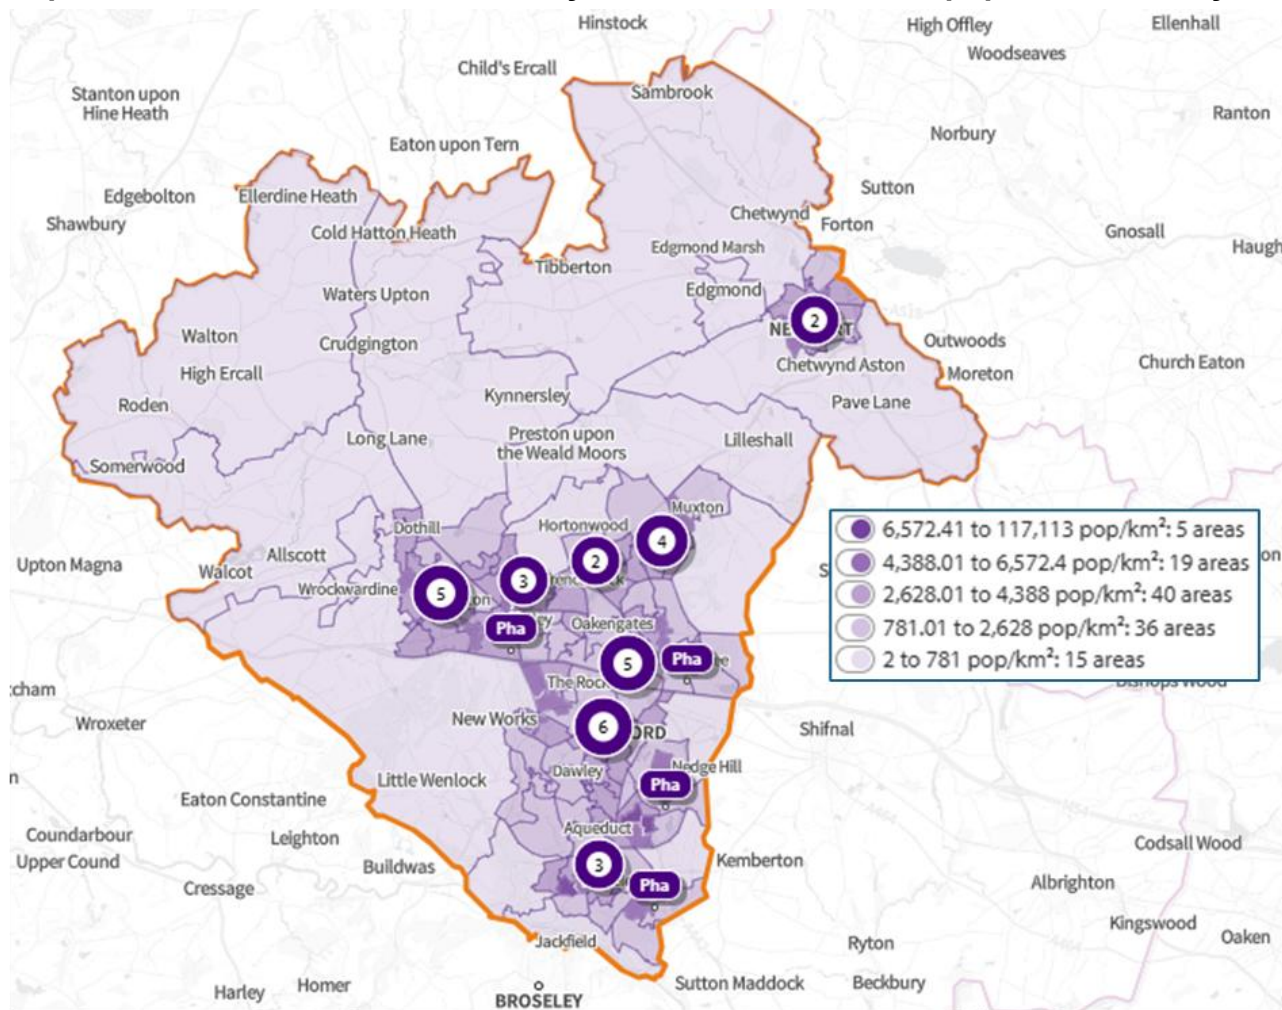 Hinstock
High Offley
Ellenhall
Woodseaves
Child's Ercall
Stanton upon
Hine Heath
Sambrook
Ranton
Norbury
Eaton upon Tern
Edgebolton
Ellerdine Heath
Sutton
Shawbury
Chetwynd
Forton
Cold Hatton Heath
Gnosall
Edgmond Marsh
Haugh
Tibberton
Waters Upton
Edgmond
2
Walton
Crudgington
Outwoods
Chetwynd Aston
Church Eaton
High Ercall
Moreton
Kynnersley
Roden
Pave Lane
Long Lane
Preston upon
the Weald Moors
Lilleshall
Somerwood
Muxton
Dothill
Hortonwood
6,572.41 to 117,113 pop/km²: 5 areas
4,388.01 to 6,572.4 pop/km²: 19 areas
2,628.01 to 4,388 pop/km²: 40 areas
781.01 to 2,628 pop/km²: 36 areas
2 to 781 pop/km²: 15 areas
4
Allscott
2
Upton Magna
Walcot
3
Wrockwardine
5
Pha
Oakengates
5
Pha
The Roc
Wroxeter
New Works
6
ORD
Shifnal
Dawley
Nedge Hill
Little Wenlock
Pha
Eaton Constantine
Aqueduct
Coundarbour
Leighton
Codsall Wood
Upper Cound
Buildwas
3
Kemberton
Cressage
Pha
Albrighton
Kingswood
Jackfield
Ryton
Oaken
Harley
Homer
Sutton Maddock
Beckbury
BROSELEY